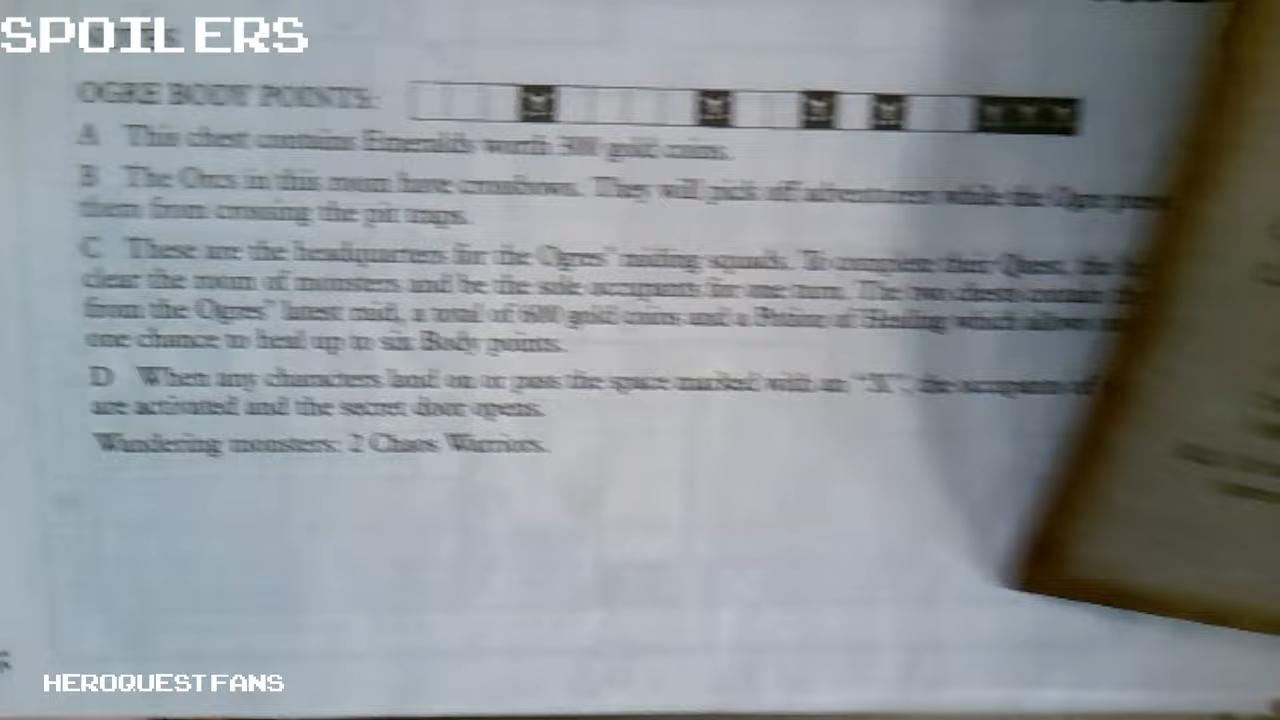 SPOILERS
OGRE BODY POINTS:
A This chest contains Emeralds worth 300 gold coins.
B The Orcs in this room have crossbows. They will pick off adventurers while the Ogre
them from crossing the pit traps.
C These are the headquarters for the Ogres' raiding squads. To complete their Quest, the
clear the room of monsters and be the sole occupants for one turn. The two chests contain
from the Ogres' latest raid, a total of 600 gold coins and a Potion of Healing which allows
one chance to heal up to six Body points.
D When any characters land on or pass the space marked with an "X", the occupants of
are activated and the secret door opens.
Wandering monsters: 2 Chaos Warriors.
HEROQUEST FANS